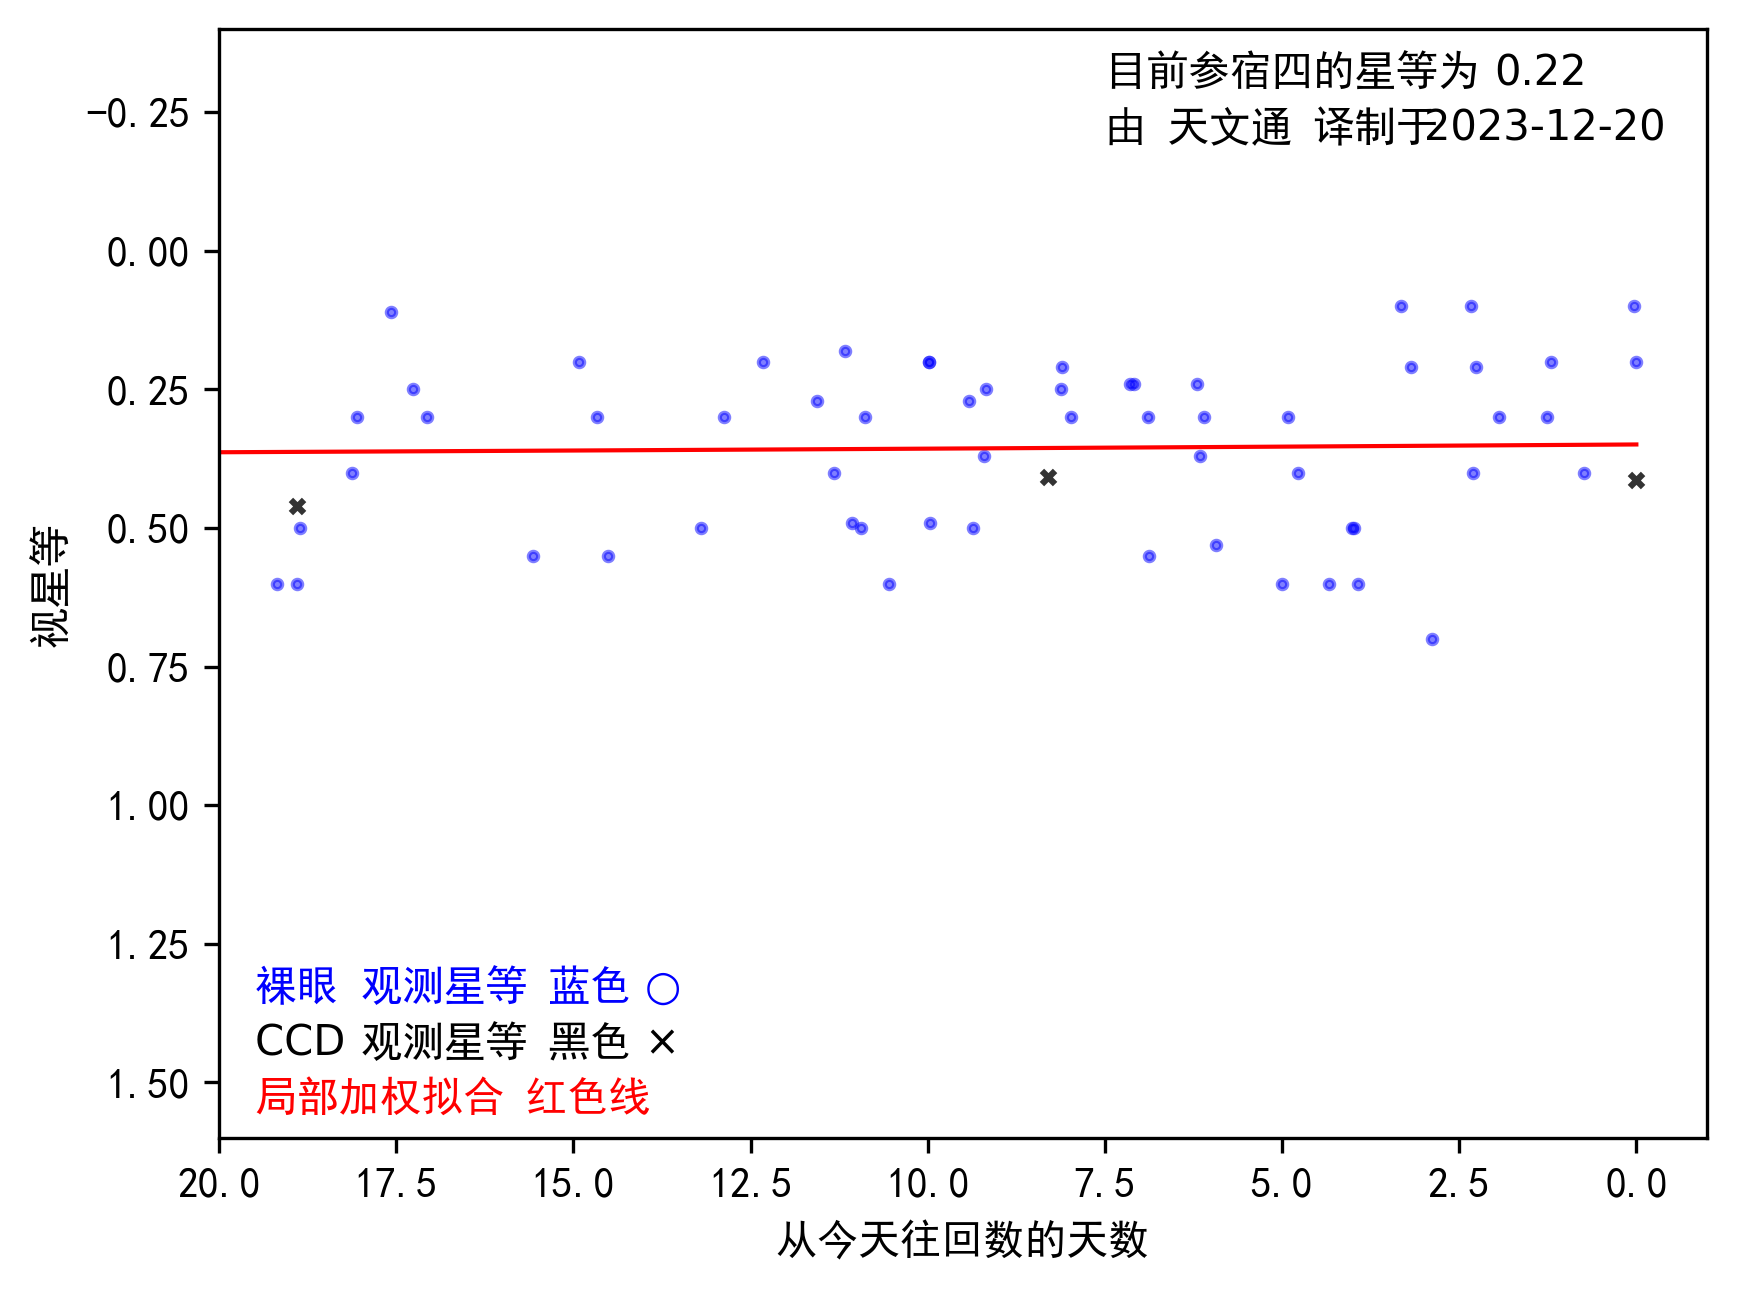 目前参宿四的星等为 0.22
由 天文通 译制于2023-12-20
−0.25
0.00
0.25
0.50
0.75
1.00
1.25
1.50
视星等
裸眼 观测星等 蓝色 ○
CCD 观测星等 黑色 ×
局部加权拟合 红色线
20.0 17.5 15.0 12.5 10.0 7.5 5.0 2.5 0.0
从今天往回数的天数